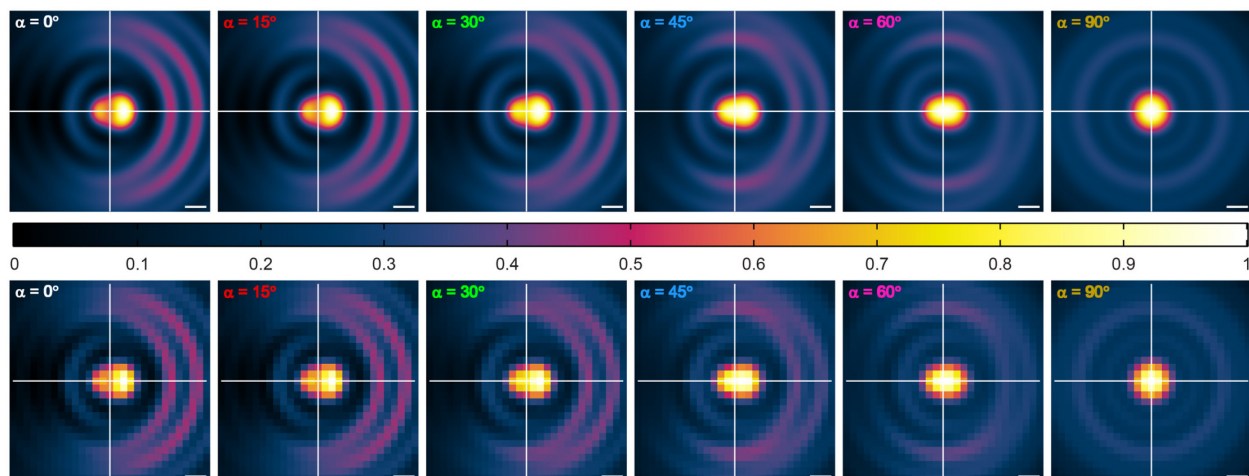 α = 0° α = 15° α = 30° α = 45° α = 60° α = 90°
0 0.1 0.2 0.3 0.4 0.5 0.6 0.7 0.8 0.9 1
α = 0° α = 15° α = 30° α = 45° α = 60° α = 90°